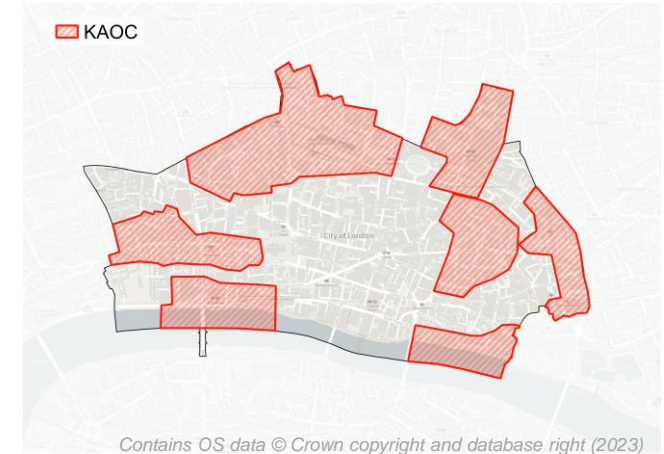 KAOC
City of London
Contains OS data © Crown copyright and database right (2023)